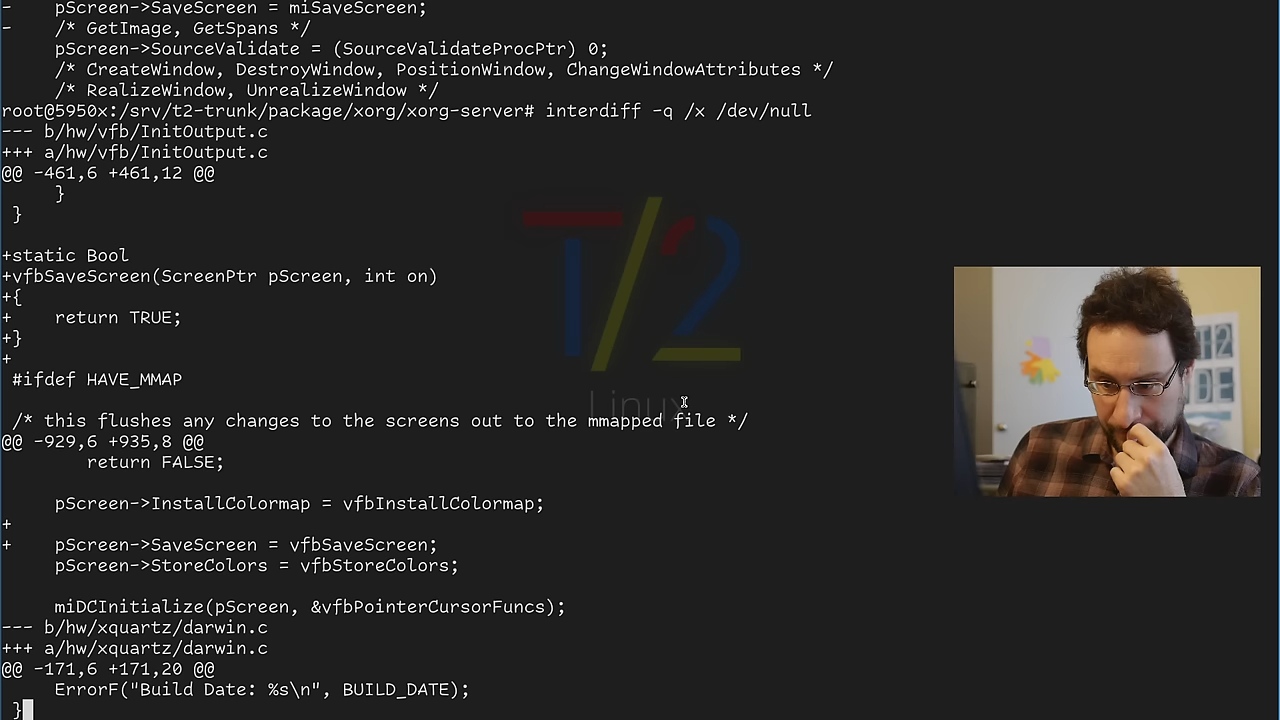 -    pScreen->SaveScreen = miSaveScreen;
-    /* GetImage, GetSpans */
     pScreen->SourceValidate = (SourceValidateProcPtr) 0;
     /* CreateWindow, DestroyWindow, PositionWindow, ChangeWindowAttributes */
     /* RealizeWindow, UnrealizeWindow */
root@5950x:/srv/t2-trunk/package/xorg/xorg-server# interdiff -q /x /dev/null
--- b/hw/vfb/InitOutput.c
+++ a/hw/vfb/InitOutput.c
@@ -461,6 +461,12 @@
     }
 }

+static Bool
+vfbSaveScreen(ScreenPtr pScreen, int on)
+{
+    return TRUE;
+}
+
 #ifdef HAVE_MMAP

 /* this flushes any changes to the screens out to the mmapped file */
@@ -929,6 +935,8 @@
        return FALSE;

     pScreen->InstallColormap = vfbInstallColormap;
+
+    pScreen->SaveScreen = vfbSaveScreen;
     pScreen->StoreColors = vfbStoreColors;

     miDCInitialize(pScreen, &vfbPointerCursorFuncs);
--- b/hw/xquartz/darwin.c
+++ a/hw/xquartz/darwin.c
@@ -171,6 +171,20 @@
     ErrorF("Build Date: %s\n", BUILD_DATE);
 }
T/2
Linux
T2
DE